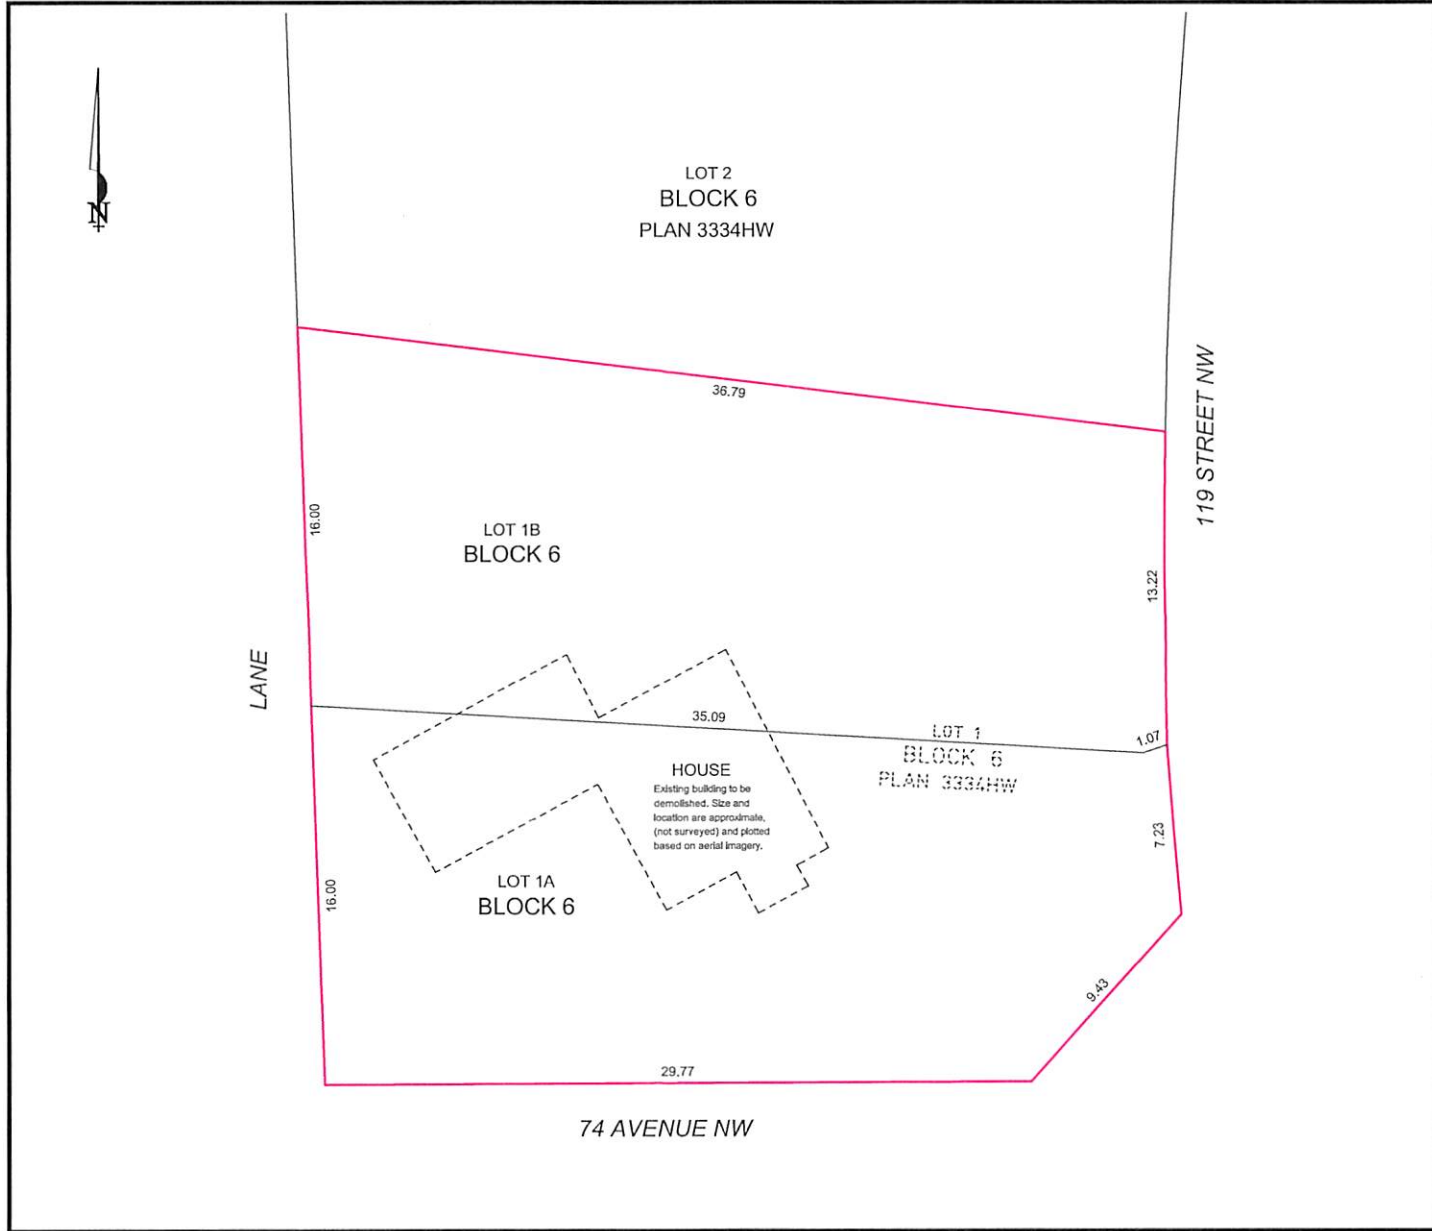 N
LOT 2
BLOCK 6
PLAN 3334HW
36.79
119 STREET NW
16.00
LOT 1B
BLOCK 6
13.22
LANE
35.09
LOT 1
BLOCK 6
PLAN 3334HW
1.07
HOUSE
Existing building to be
demolished. Size and
location are approximate,
(not surveyed) and plotted
based on aerial imagery.
7.23
16.00
LOT 1A
BLOCK 6
9.43
29.77
74 AVENUE NW